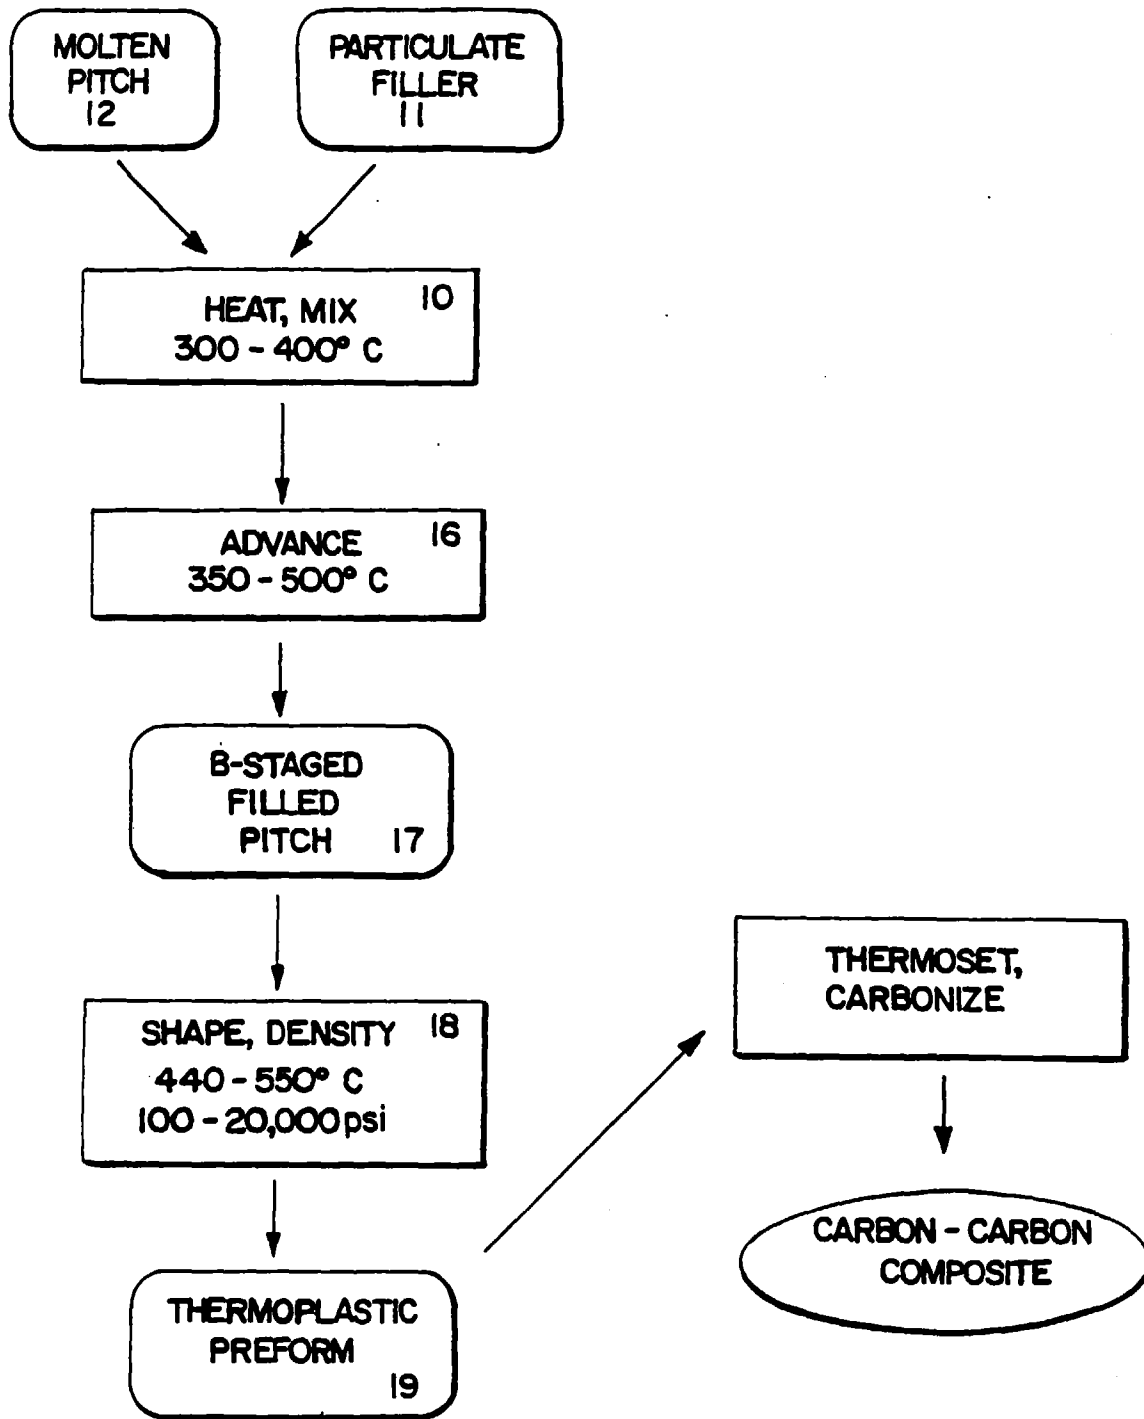 MOLTEN
PITCH
12
PARTICULATE
FILLER
11
10
HEAT, MIX
300 - 400° C
16
ADVANCE
350 - 500° C
B-STAGED
FILLED
PITCH 17
SHAPE, DENSITY 18
440 - 550° C
100 - 20,000 psi
THERMOPLASTIC
PREFORM
19
THERMOSET,
CARBONIZE
CARBON - CARBON
COMPOSITE